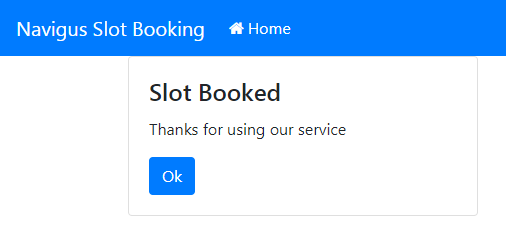 Navigus Slot Booking Home
Slot Booked
Thanks for using our service
Ok